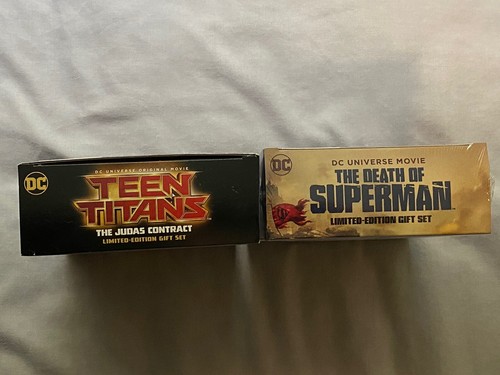 DC
DC UNIVERSE ORIGINAL MOVIE
TEEN
TITANS
THE JUDAS CONTRACT
LIMITED-EDITION GIFT SET
DC
DC UNIVERSE MOVIE
THE DEATH OF
SUPERMAN
LIMITED-EDITION GIFT SET